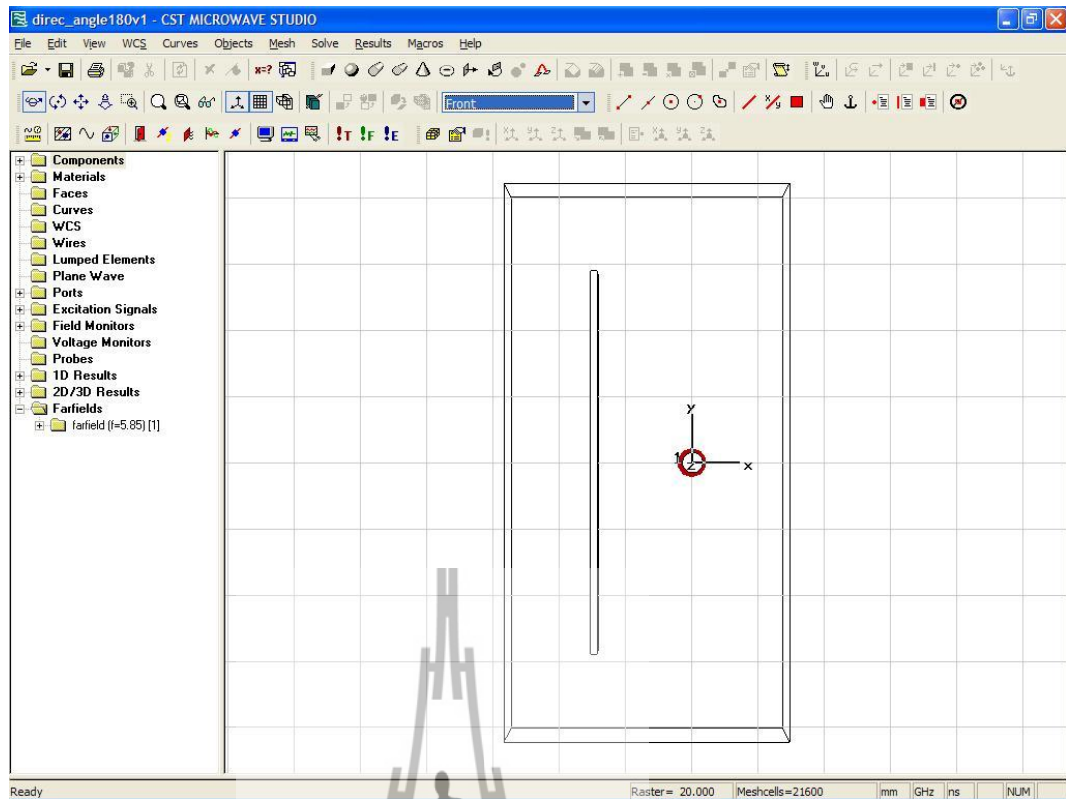 direc_angle180v1 - CST MICROWAVE STUDIO
File Edit View WCS Curves Objects Mesh Solve Results Macros Help
x=?
Front
x/y
!T !F !E
Components
Materials
Faces
Curves
WCS
Wires
Lumped Elements
Plane Wave
Ports
Excitation Signals
Field Monitors
Voltage Monitors
Probes
1D Results
2D/3D Results
Farfields
farfield (f=5.85) [1]
y
1 z x
Ready Raster= 20.000 Meshcells=21600 mm GHz ns NUM